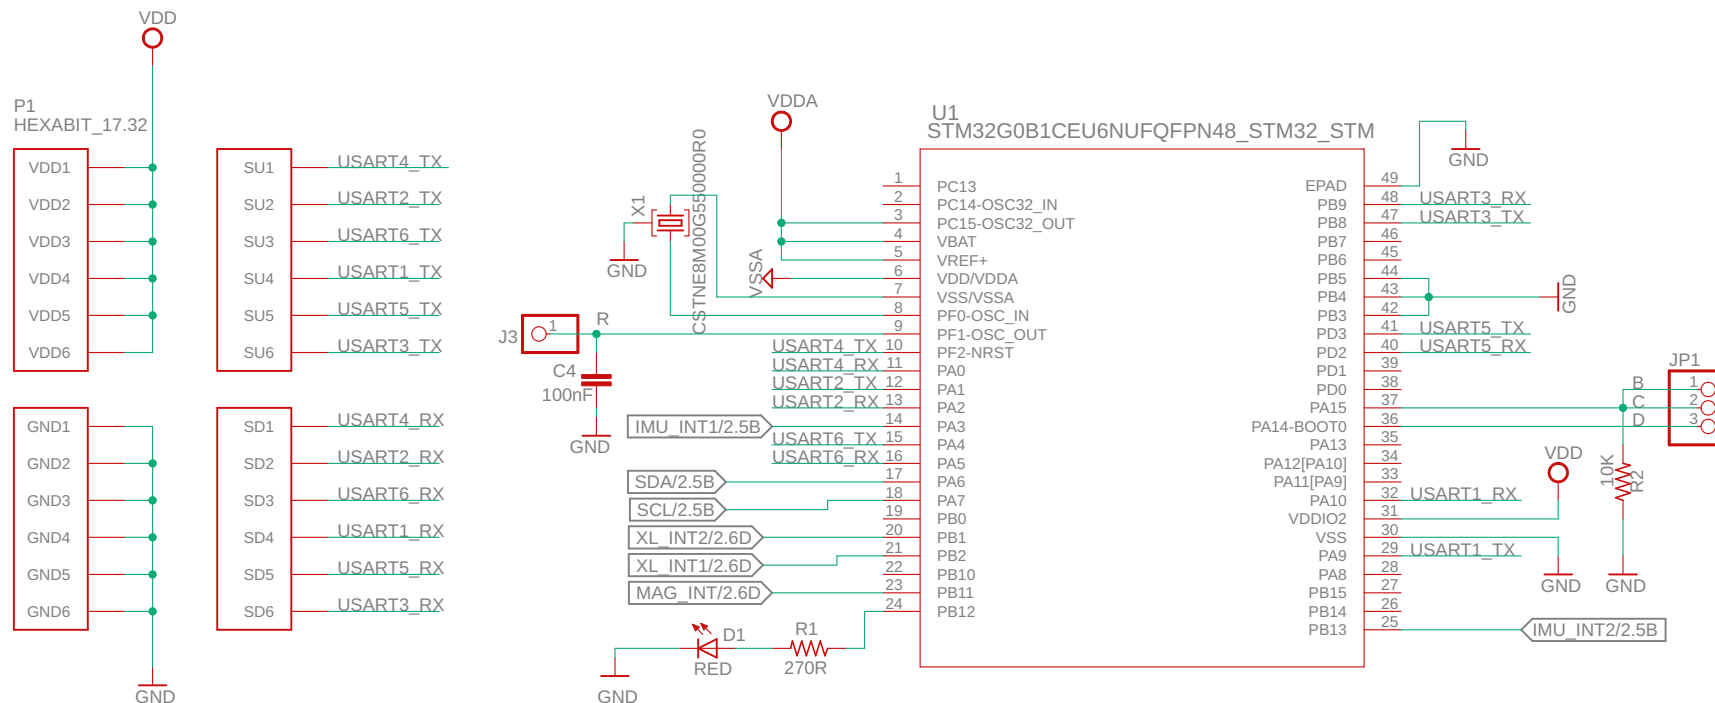 VDD
P1
HEXABIT_17.32
VDD1
VDD2
VDD3
VDD4
VDD5
VDD6
SU1 USART4_TX
SU2 USART2_TX
SU3 USART6_TX
SU4 USART1_TX
SU5 USART5_TX
SU6 USART3_TX
GND1
GND2
GND3
GND4
GND5
GND6
GND
SD1 USART4_RX
SD2 USART2_RX
SD3 USART6_RX
SD4 USART1_RX
SD5 USART5_RX
SD6 USART3_RX
VDDA
X1
CSTNE8M00G550000R0
GND
VSSA
J3
1
R
C4
100nF
GND
U1
STM32G0B1CEU6NUFQFPN48_STM32_STM
1 PC13
2 PC14-OSC32_IN
3 PC15-OSC32_OUT
4 VBAT
5 VREF+
6 VDD/VDDA
7 VSS/VSSA
8 PF0-OSC_IN
9 PF1-OSC_OUT
USART4_TX 10 PF2-NRST
USART4_RX 11 PA0
USART2_TX 12 PA1
USART2_RX 13 PA2
IMU_INT1/2.5B 14 PA3
USART6_TX 15 PA4
USART6_RX 16 PA5
SDA/2.5B 17 PA6
SCL/2.5B 18 PA7
19 PB0
XL_INT2/2.6D 20 PB1
XL_INT1/2.6D 21 PB2
22 PB10
MAG_INT/2.6D 23 PB11
24 PB12
D1
RED
R1
270R
GND
EPAD 49
GND
PB9 48 USART3_RX
PB8 47 USART3_TX
PB7 46
PB6 45
PB5 44
PB4 43
GND
PB3 42
PD3 41 USART5_TX
PD2 40 USART5_RX
PD1 39
PD0 38
PA15 37
PA14-BOOT0 36
PA13 35
PA12[PA10] 34
PA11[PA9] 33
PA10 32 USART1_RX
VDDIO2 31
VSS 30
PA9 29 USART1_TX
PA8 28
PB15 27
PB14 26
PB13 25 IMU_INT2/2.5B
JP1
B 1
C 2
D 3
VDD
10K
R2
GND
GND